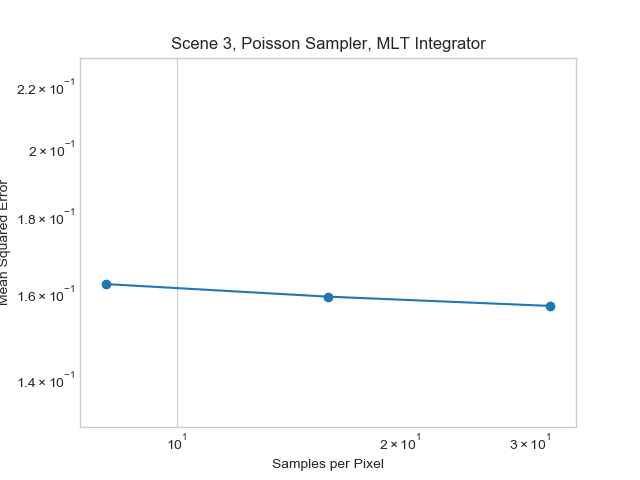 Scene 3, Poisson Sampler, MLT Integrator
2.2 × 10⁻¹
2 × 10⁻¹
1.8 × 10⁻¹
1.6 × 10⁻¹
1.4 × 10⁻¹
Mean Squared Error
10¹
2 × 10¹
3 × 10¹
Samples per Pixel